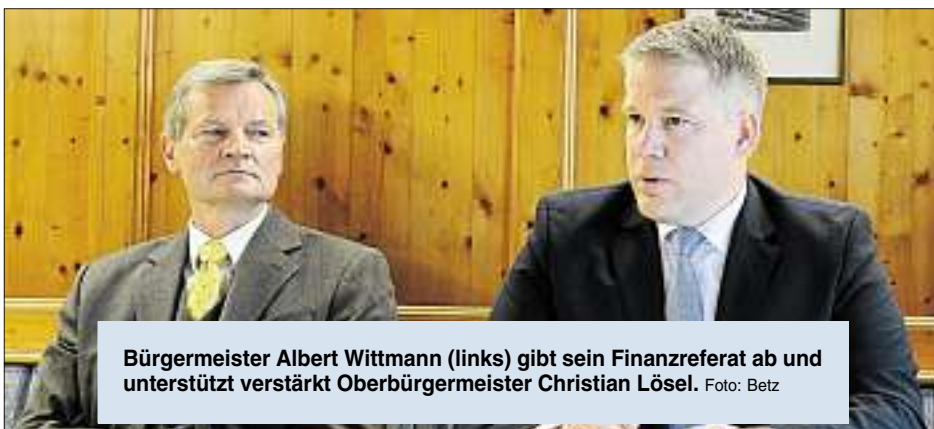 Bürgermeister Albert Wittmann (links) gibt sein Finanzreferat ab und
unterstützt verstärkt Oberbürgermeister Christian Lösel. Foto: Betz